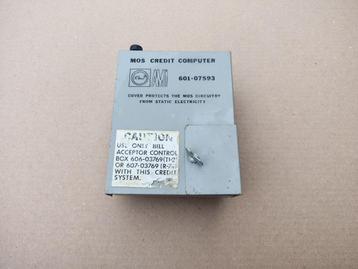 MOS CREDIT COMPUTER
601-07593
COVER PROTECTS THE MOS CIRCUITRY
FROM STATIC ELECTRICITY
CAUTION
USE ONLY BILL
ACCEPTOR CONTROL
BOX 606-03769
OR 607-03769
WITH THIS CREDIT
SYSTEM.